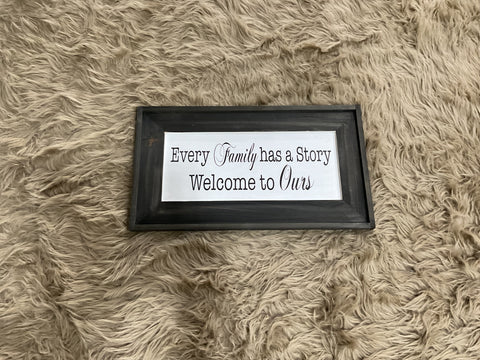 Every Family has a Story
Welcome to Ours